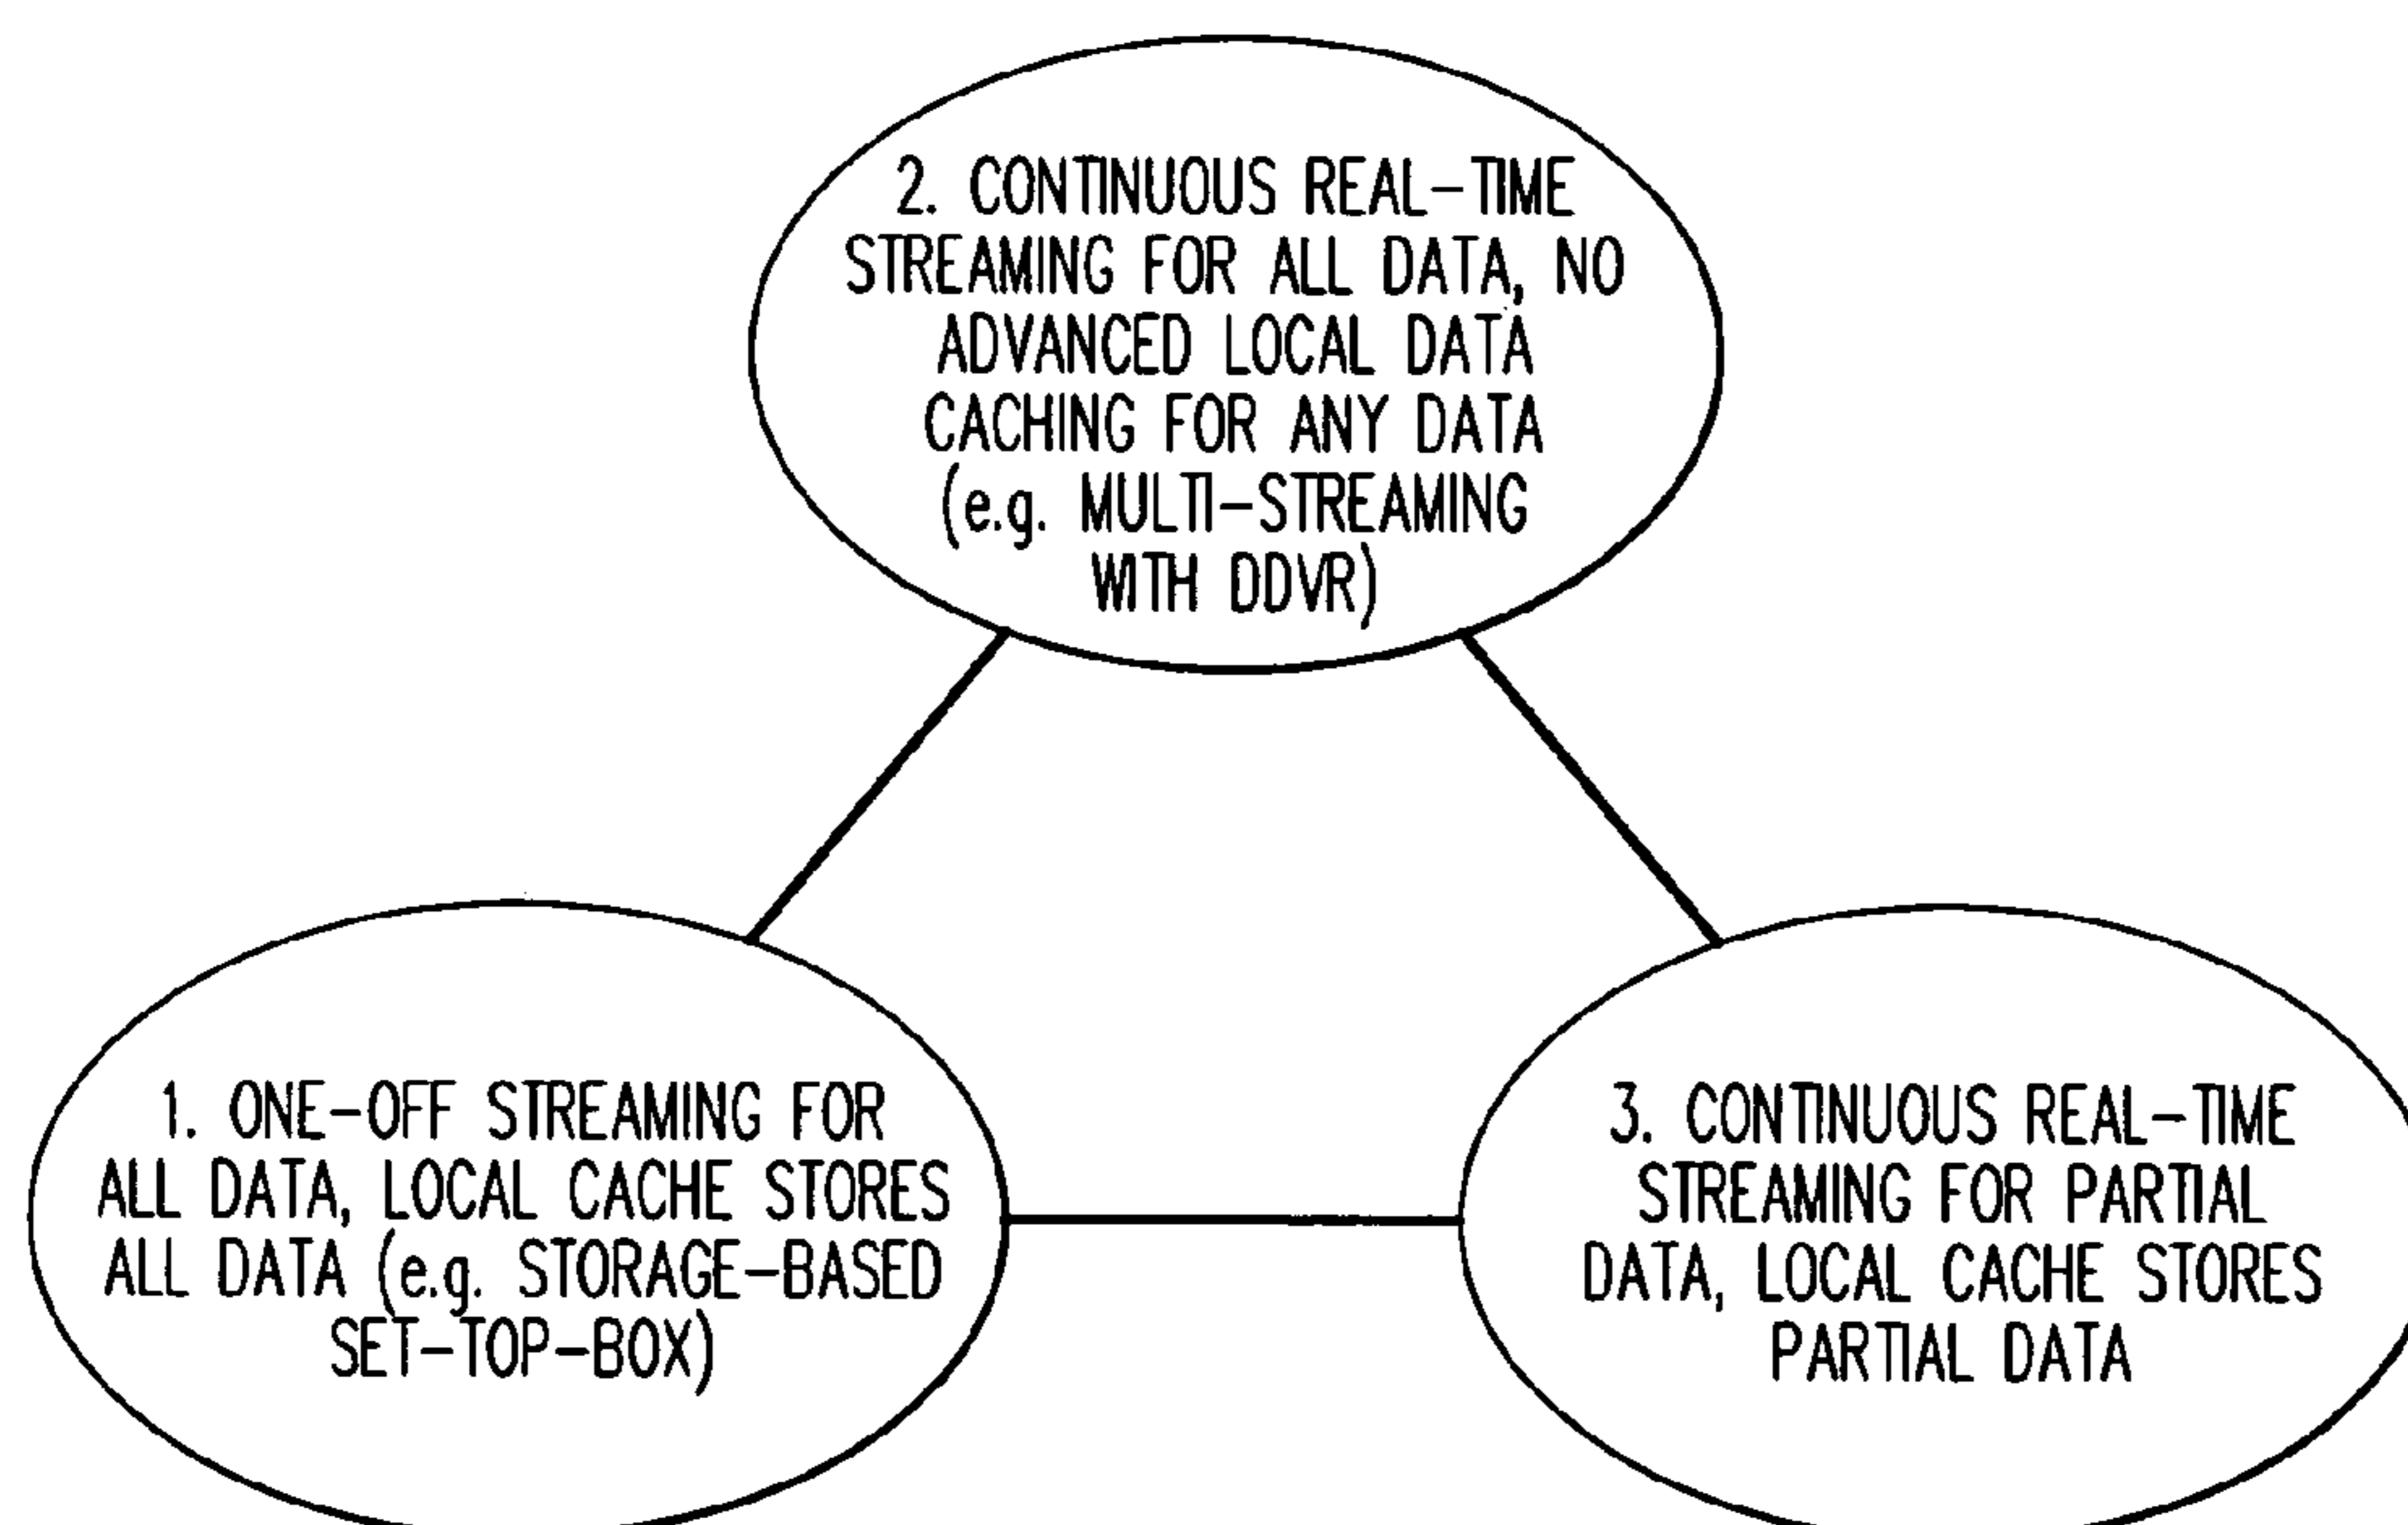 2. CONTINUOUS REAL-TIME
STREAMING FOR ALL DATA, NO
ADVANCED LOCAL DATA
CACHING FOR ANY DATA
(e.g. MULTI-STREAMING
WITH DDVR)
1. ONE-OFF STREAMING FOR
ALL DATA, LOCAL CACHE STORES
ALL DATA (e.g. STORAGE-BASED
SET-TOP-BOX)
3. CONTINUOUS REAL-TIME
STREAMING FOR PARTIAL
DATA, LOCAL CACHE STORES
PARTIAL DATA